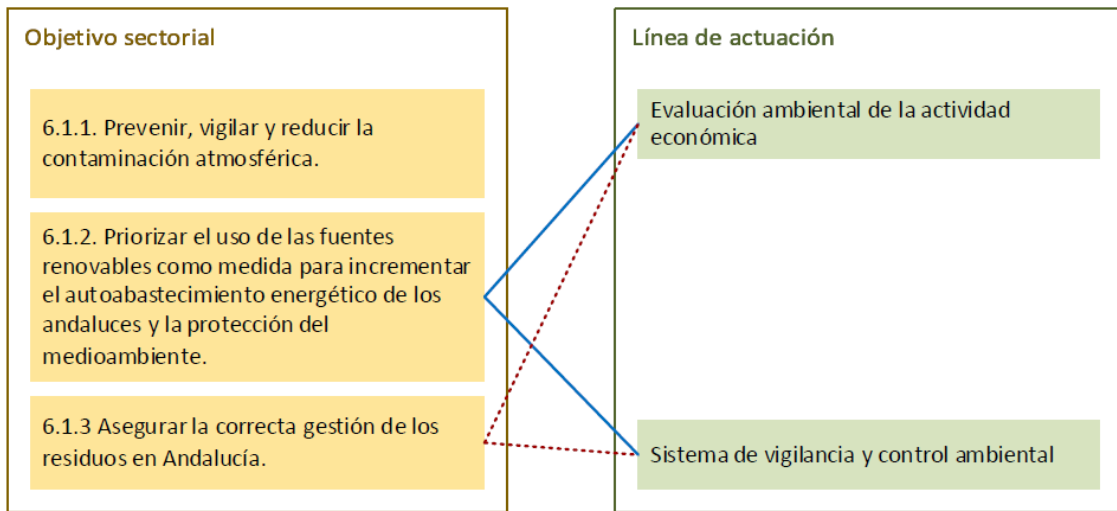 Objetivo sectorial
6.1.1. Prevenir, vigilar y reducir la
contaminación atmosférica.
6.1.2. Priorizar el uso de las fuentes
renovables como medida para incrementar
el autoabastecimiento energético de los
andaluces y la protección del
medioambiente.
6.1.3 Asegurar la correcta gestión de los
residuos en Andalucía.
Línea de actuación
Evaluación ambiental de la actividad
económica
Sistema de vigilancia y control ambiental